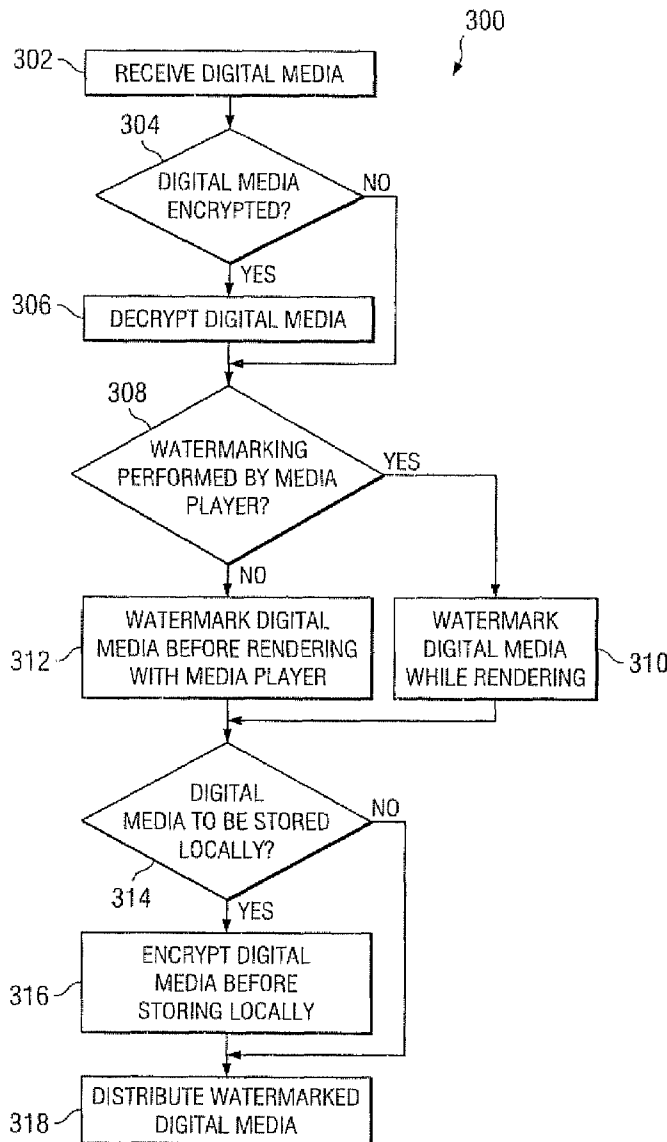 300
302
RECEIVE DIGITAL MEDIA
304
DIGITAL MEDIA
ENCRYPTED?
NO
YES
306
DECRYPT DIGITAL MEDIA
308
WATERMARKING
PERFORMED BY MEDIA
PLAYER?
YES
NO
312
WATERMARK DIGITAL
MEDIA BEFORE RENDERING
WITH MEDIA PLAYER
WATERMARK
DIGITAL MEDIA
WHILE RENDERING
310
DIGITAL
MEDIA TO BE STORED
LOCALLY?
NO
314
YES
316
ENCRYPT DIGITAL
MEDIA BEFORE
STORING LOCALLY
318
DISTRIBUTE WATERMARKED
DIGITAL MEDIA